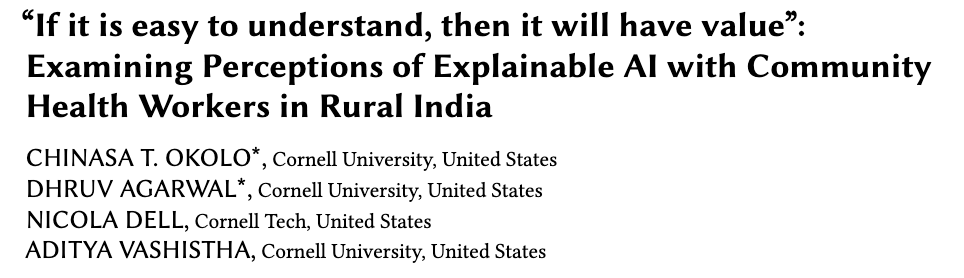 “If it is easy to understand, then it will have value”:
Examining Perceptions of Explainable AI with Community
Health Workers in Rural India
CHINASA T. OKOLO*, Cornell University, United States
DHRUV AGARWAL*, Cornell University, United States
NICOLA DELL, Cornell Tech, United States
ADITYA VASHISTHA, Cornell University, United States